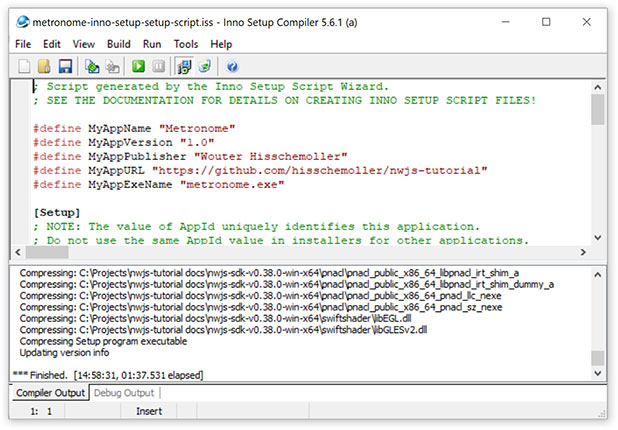 metronome-inno-setup-setup-script.iss - Inno Setup Compiler 5.6.1 (a)
File Edit View Build Run Tools Help
; Script generated by the Inno Setup Script Wizard.
; SEE THE DOCUMENTATION FOR DETAILS ON CREATING INNO SETUP SCRIPT FILES!
#define MyAppName "Metronome"
#define MyAppVersion "1.0"
#define MyAppPublisher "Wouter Hisschemoller"
#define MyAppURL "https://github.com/hisschemoller/nwjs-tutorial"
#define MyAppExeName "metronome.exe"
[Setup]
; NOTE: The value of AppId uniquely identifies this application.
; Do not use the same AppId value in installers for other applications.
Compressing: C:\Projects\nwjs-tutorial docs\nwjs-sdk-v0.38.0-win-x64\pnacl\pnacl_public_x86_64_libpnacl_irt_shim_a
Compressing: C:\Projects\nwjs-tutorial docs\nwjs-sdk-v0.38.0-win-x64\pnacl\pnacl_public_x86_64_libpnacl_irt_shim_dummy_a
Compressing: C:\Projects\nwjs-tutorial docs\nwjs-sdk-v0.38.0-win-x64\pnacl\pnacl_public_x86_64_pnacl_llc_nexe
Compressing: C:\Projects\nwjs-tutorial docs\nwjs-sdk-v0.38.0-win-x64\pnacl\pnacl_public_x86_64_pnacl_sz_nexe
Compressing: C:\Projects\nwjs-tutorial docs\nwjs-sdk-v0.38.0-win-x64\swiftshader\libEGL.dll
Compressing: C:\Projects\nwjs-tutorial docs\nwjs-sdk-v0.38.0-win-x64\swiftshader\libGLESv2.dll
Compressing Setup program executable
Updating version info
*** Finished. [14:58:31, 01:37.531 elapsed]
Compiler Output Debug Output
1: 1 Insert